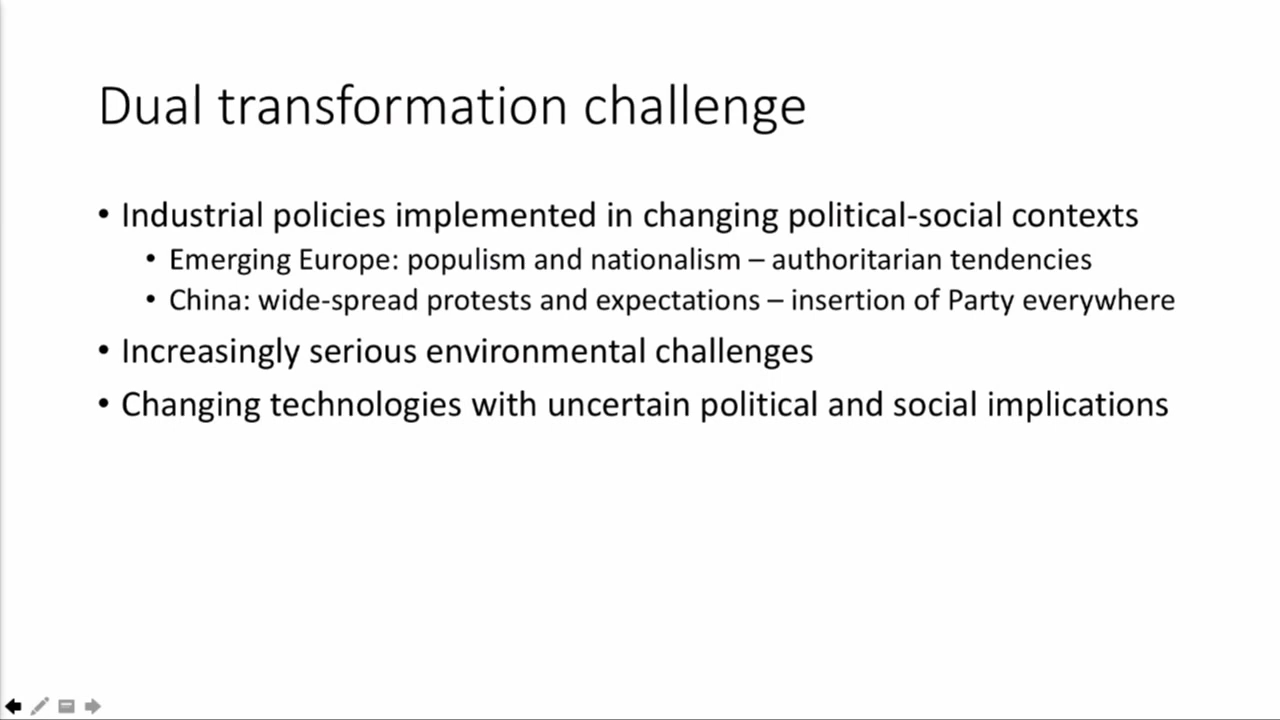 Dual transformation challenge
• Industrial policies implemented in changing political-social contexts
• Emerging Europe: populism and nationalism – authoritarian tendencies
• China: wide-spread protests and expectations – insertion of Party everywhere
• Increasingly serious environmental challenges
• Changing technologies with uncertain political and social implications